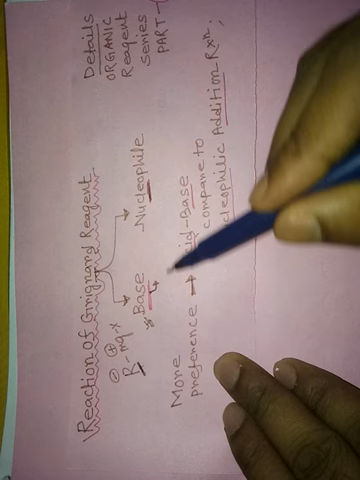 Reaction of Grignard Reagent
Details
ORGANIC
Reagent
Series
PART-
⊖ ⊕
R-mg-x
Base
Nucleophile
More
preference → Acid-Base
compare to
cleophilic Addition Rxn;